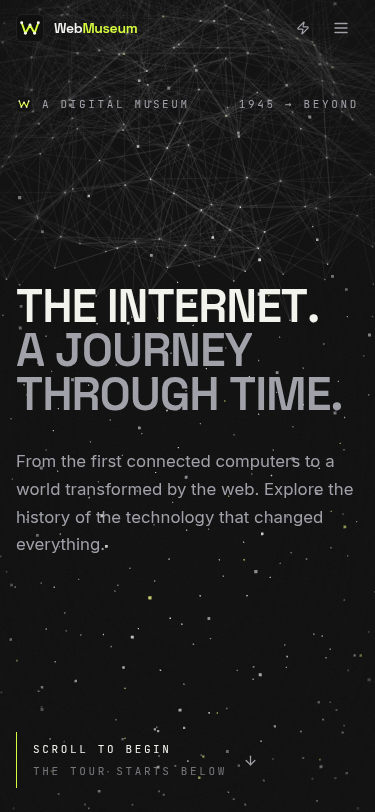 WebMuseum
A DIGITAL MUSEUM 1945 → BEYOND
THE INTERNET.
A JOURNEY
THROUGH TIME.
From the first connected computers to a
world transformed by the web. Explore the
history of the technology that changed
everything.
SCROLL TO BEGIN
THE TOUR STARTS BELOW